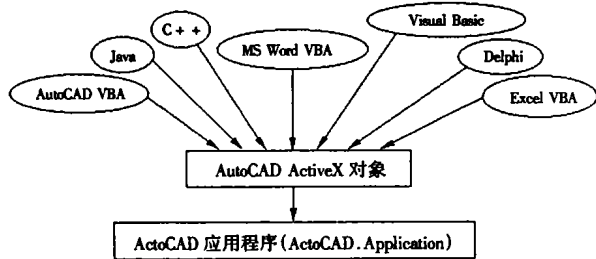 Visual Basic
C++
MS Word VBA
Java
Delphi
AutoCAD VBA
Excel VBA
AutoCAD ActiveX 对象
ActoCAD 应用程序(ActoCAD.Application)